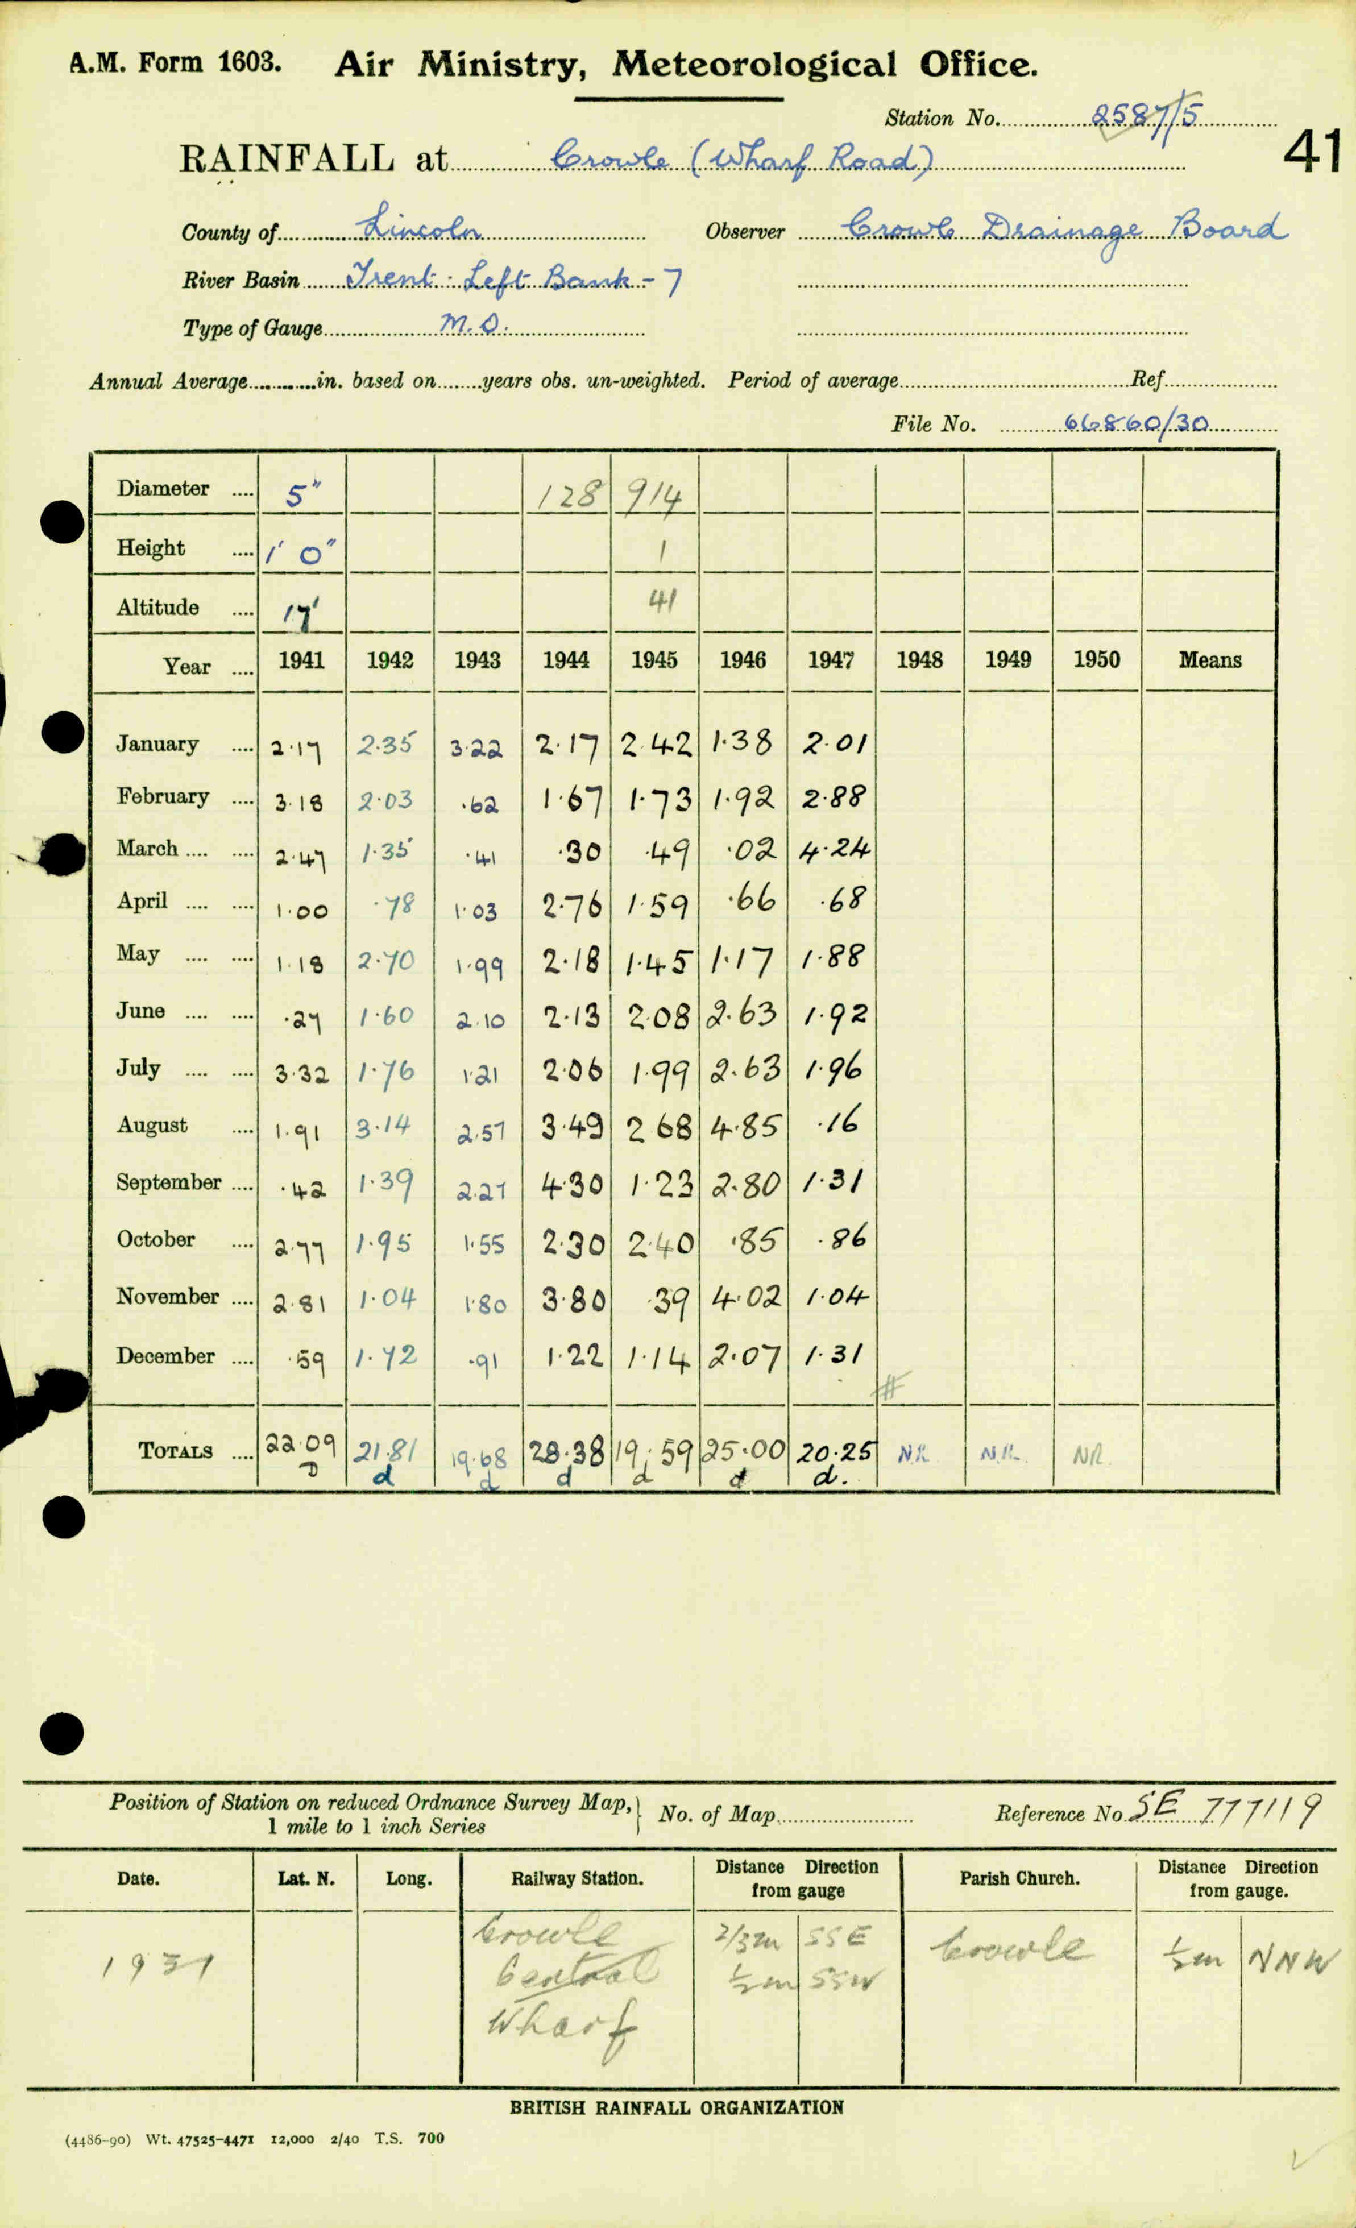 A.M. Form 1603. Air Ministry, Meteorological Office.
Station No. 2587/5
41
RAINFALL at Crowle (Wharf Road)
County of Lincoln Observer Crowle Drainage Board
River Basin Trent - Left Bank - 7
Type of Gauge M.O.
Annual Average in. based on years obs. un-weighted. Period of average Ref
File No. 66860/30
Diameter 5" 128 914
Height 1' 0" 1
Altitude 17' 41
Year 1941 1942 1943 1944 1945 1946 1947 1948 1949 1950 Means
January 2.17 2.35 3.22 2.17 2.42 1.38 2.01
February 3.18 2.03 .62 1.67 1.73 1.92 2.88
March 2.47 1.35 .41 .30 .49 .02 4.24
April 1.00 .78 1.03 2.76 1.59 .66 .68
May 1.18 2.70 1.99 2.18 1.45 1.17 1.88
June .27 1.60 2.10 2.13 2.08 2.63 1.92
July 3.32 1.76 1.21 2.06 1.99 2.63 1.96
August 1.91 3.14 2.57 3.49 2.68 4.85 .16
September .42 1.39 2.27 4.30 1.23 2.80 1.31
October 2.77 1.95 1.55 2.30 2.40 .85 .86
November 2.81 1.04 1.80 3.80 .39 4.02 1.04
December .59 1.72 .91 1.22 1.14 2.07 1.31
#
TOTALS 22.09 21.81 19.68 28.38 19.59 25.00 20.25 NR NR NR
D d d d d d d.
Position of Station on reduced Ordnance Survey Map, No. of Map Reference No. SE 777119
1 mile to 1 inch Series
Date. Lat. N. Long. Railway Station. Distance Direction from gauge Parish Church. Distance Direction from gauge.
1937 Crowle 2/3m SSE Crowle 1/2m NNW
Central 1/2m SSW
Wharf
BRITISH RAINFALL ORGANIZATION
(4486-90) Wt. 47525-4471 12,000 2/40 T.S. 700